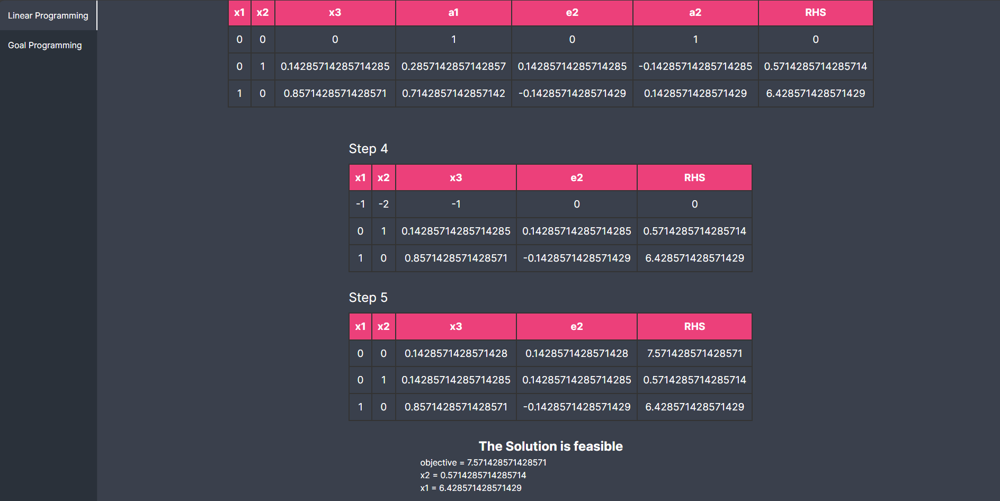 Linear Programming
Goal Programming
x1 x2 x3 a1 e2 a2 RHS
0 0 0 1 0 1 0
0 1 0.14285714285714285 0.2857142857142857 0.14285714285714285 -0.14285714285714285 0.5714285714285714
1 0 0.8571428571428571 0.7142857142857142 -0.1428571428571429 0.1428571428571429 6.428571428571429
Step 4
x1 x2 x3 e2 RHS
-1 -2 -1 0 0
0 1 0.14285714285714285 0.14285714285714285 0.5714285714285714
1 0 0.8571428571428571 -0.1428571428571429 6.428571428571429
Step 5
x1 x2 x3 e2 RHS
0 0 0.1428571428571428 0.1428571428571428 7.571428571428571
0 1 0.14285714285714285 0.14285714285714285 0.5714285714285714
1 0 0.8571428571428571 -0.1428571428571429 6.428571428571429
The Solution is feasible
objective = 7.571428571428571
x2 = 0.5714285714285714
x1 = 6.428571428571429